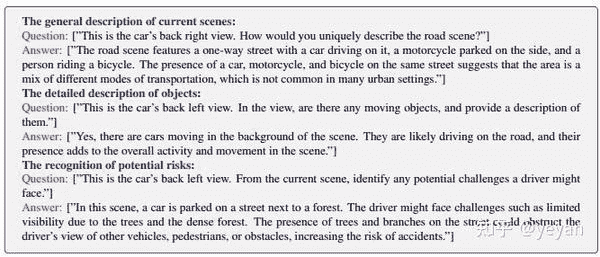 The general description of current scenes:
Question: ["This is the car's back right view. How would you uniquely describe the road scene?"]
Answer: ["The road scene features a one-way street with a car driving on it, a motorcycle parked on the side, and a
person riding a bicycle. The presence of a car, motorcycle, and bicycle on the same street suggests that the area is a
mix of different modes of transportation, which is not common in many urban settings."]
The detailed description of objects:
Question: ["This is the car's back left view. In the view, are there any moving objects, and provide a description of
them."]
Answer: ["Yes, there are cars moving in the background of the scene. They are likely driving on the road, and their
presence adds to the overall activity and movement in the scene."]
The recognition of potential risks:
Question: ["This is the car's back left view. From the current scene, identify any potential challenges a driver might
face."]
Answer: ["In this scene, a car is parked on a street next to a forest. The driver might face challenges such as limited
visibility due to the trees and the dense forest. The presence of trees and branches on the street could obstruct the
driver's view of other vehicles, pedestrians, or obstacles, increasing the risk of accidents."]
知乎 @yeyan